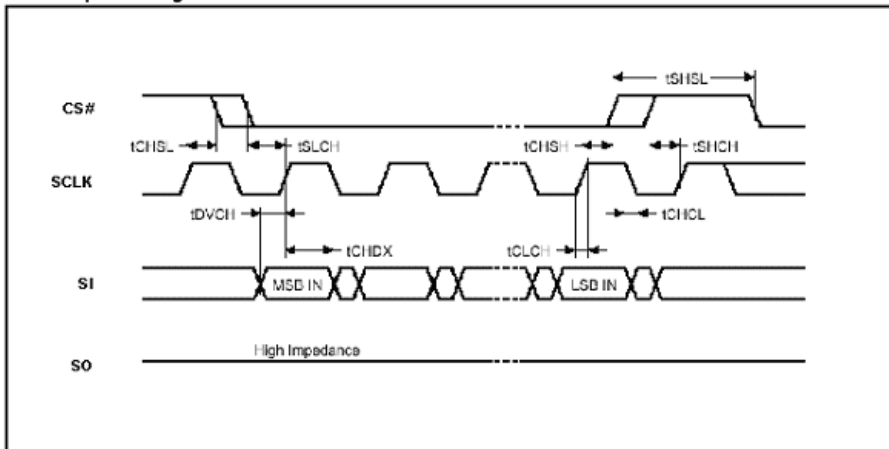 tSHSL
CS#
tCHSL
tSLCH
tCHSH
tSHCH
SCLK
tDVCH
tCHCL
tCHDX
tCLCH
SI
MSB IN
LSB IN
High Impedance
SO